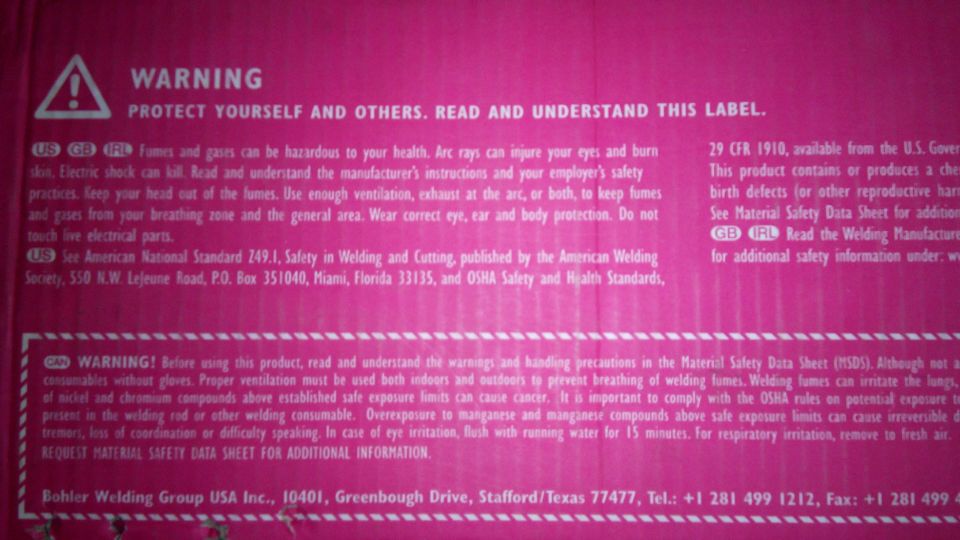 WARNING
PROTECT YOURSELF AND OTHERS. READ AND UNDERSTAND THIS LABEL.
US GB IRL Fumes and gases can be hazardous to your health. Arc rays can injure your eyes and burn
skin, Electric shock can kill. Read and understand the manufacturer's instructions and your employer's safety
practices. Keep your head out of the fumes. Use enough ventilation, exhaust at the arc, or both, to keep fumes
and gases from your breathing zone and the general area. Wear correct eye, ear and body protection. Do not
touch live electrical parts.
US See American National Standard Z49.1, Safety in Welding and Cutting, published by the American Welding
Society, 550 N.W. LeJeune Road, P.O. Box 351040, Miami, Florida 33135, and OSHA Safety and Health Standards,
29 CFR 1910, available from the U.S.
This product contains or produces a
birth defects (or other reproductive
See Material Safety Data Sheet for
GB IRL Read the Welding
for additional safety information under:
CAN WARNING! Before using this product, read and understand the warnings and handling precautions in the Material Safety Data Sheet (MSDS). Although not
consumables without gloves. Proper ventilation must be used both indoors and outdoors to prevent breathing of welding fumes. Welding fumes can irritate the lungs,
of nickel and chromium compounds above established safe exposure limits can cause cancer. It is important to comply with the OSHA rules on potential exposure
present in the welding rod or other welding consumable. Overexposure to manganese and manganese compounds above safe exposure limits can cause irreversible
tremors, loss of coordination or difficulty speaking. In case of eye irritation, flush with running water for 15 minutes. For respiratory irritation, remove to fresh air.
REQUEST MATERIAL SAFETY DATA SHEET FOR ADDITIONAL INFORMATION.
Bohler Welding Group USA Inc., 10401, Greenbough Drive, Stafford/Texas 77477, Tel.: +1 281 499 1212, Fax: +1 281 499